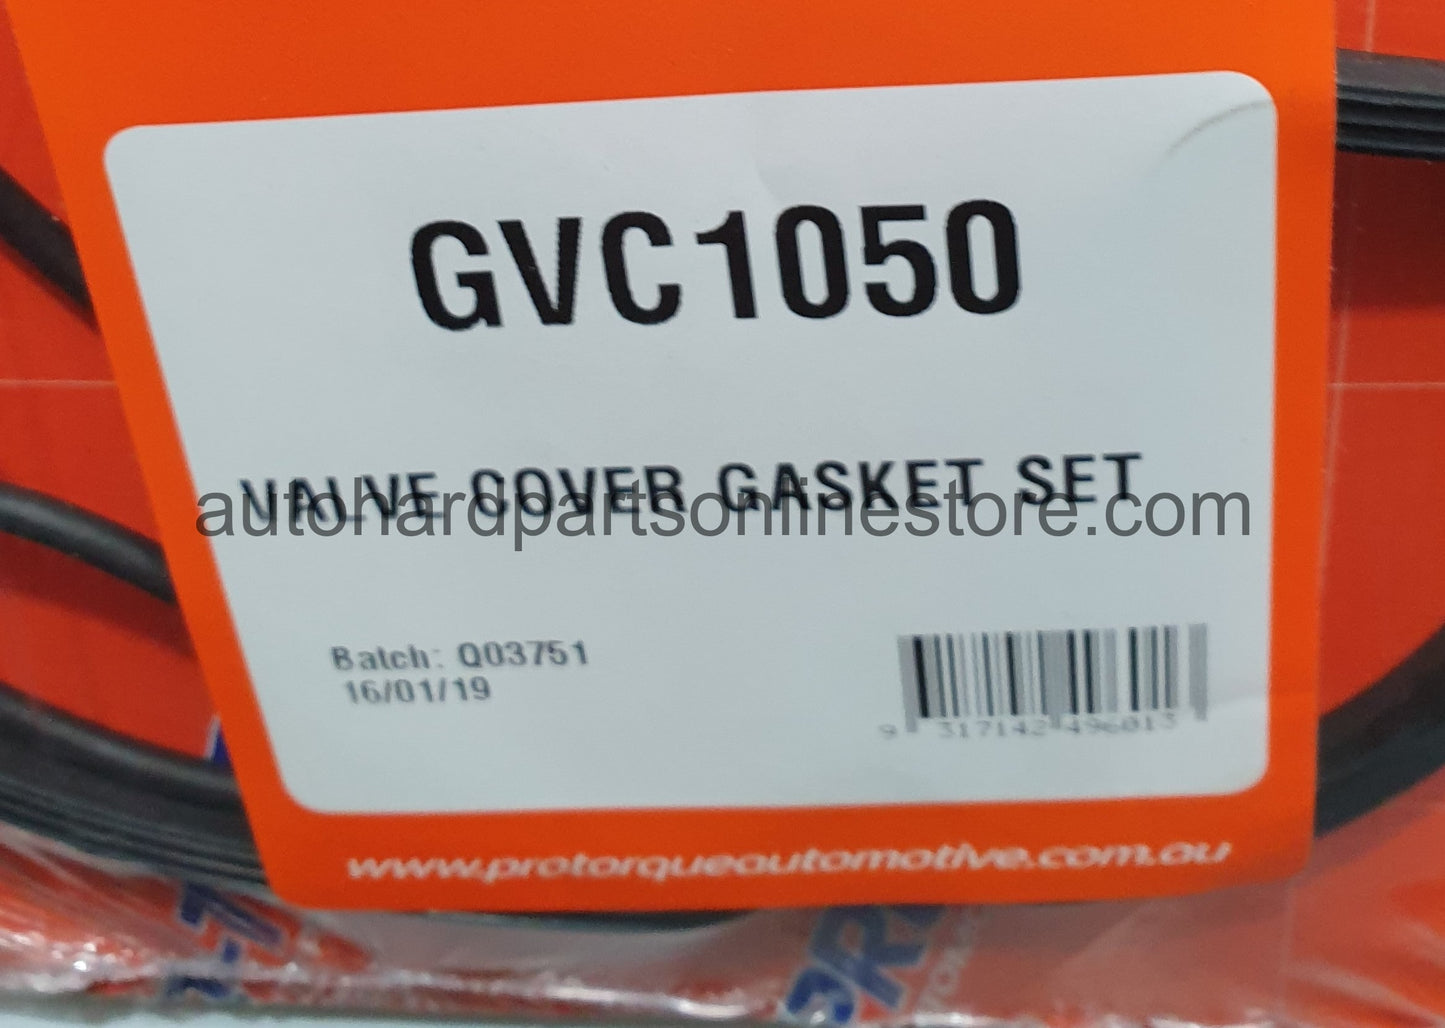 GVC1050
VALVE COVER GASKET SET
autohardpartsonlinestore.com
Batch: Q03751
16/01/19
9 317142 496013
www.protorqueautomotive.com.au